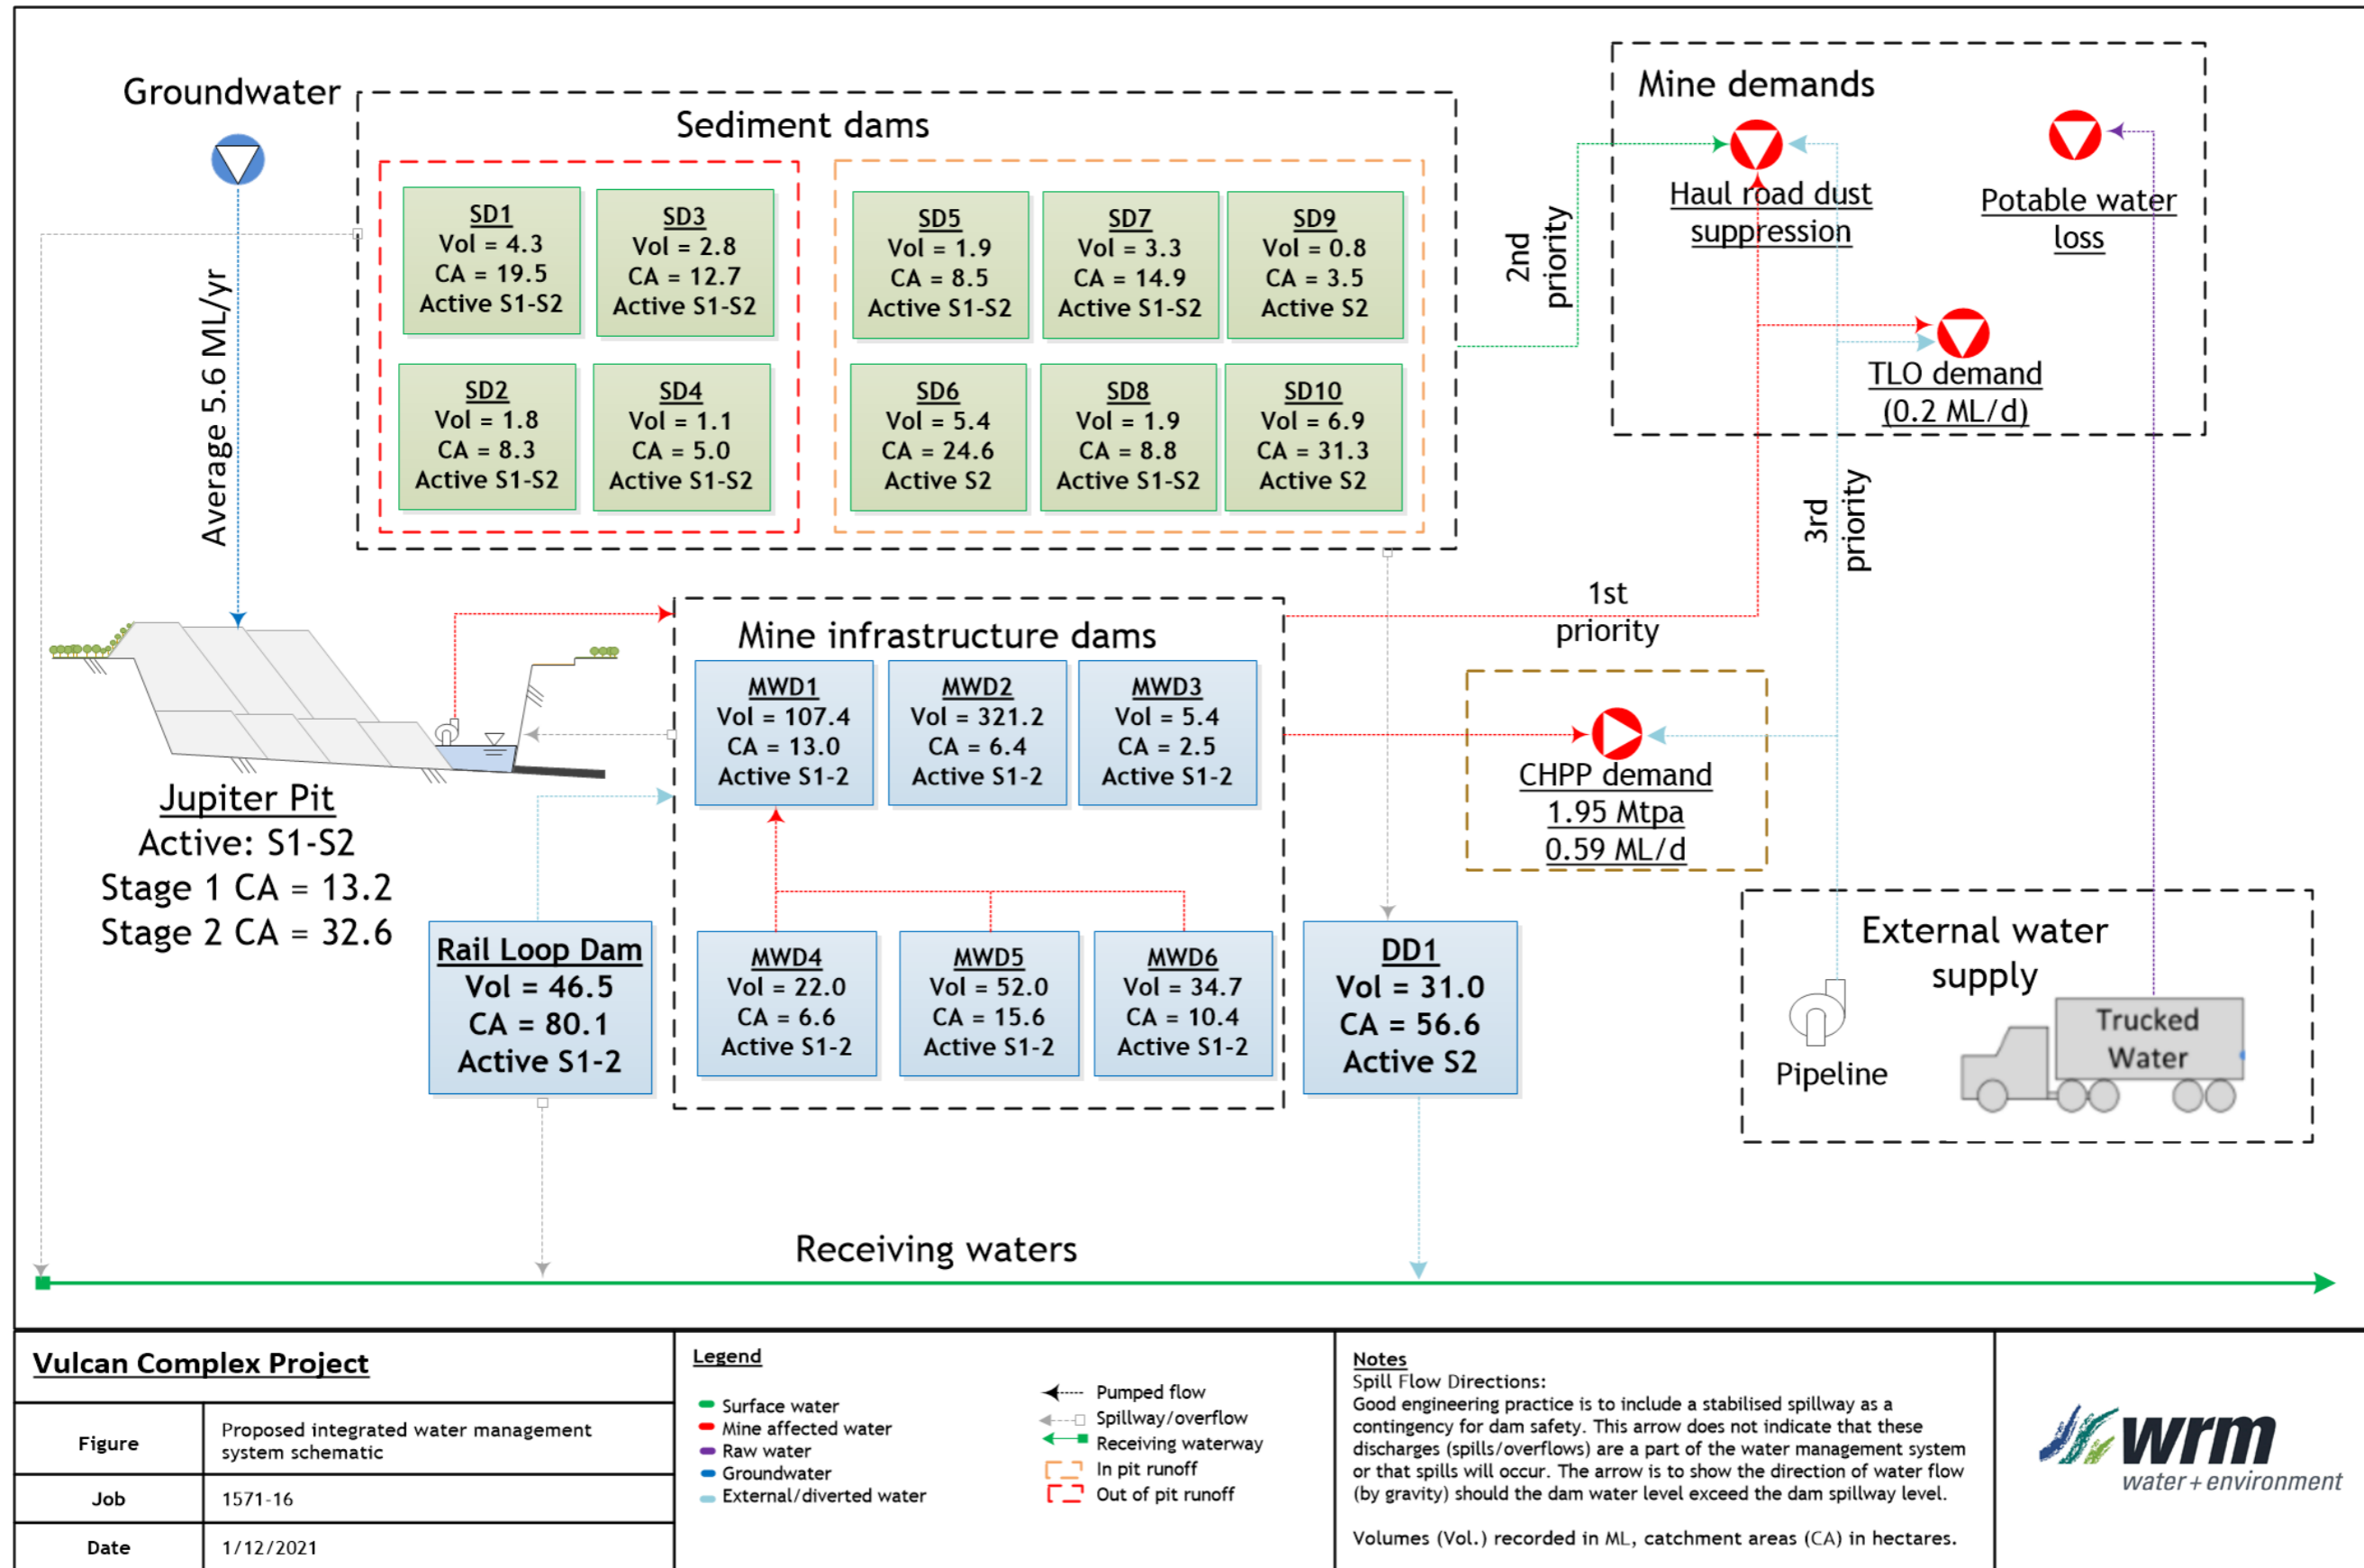 Groundwater
Average 5.6 ML/yr
Sediment dams
SD1
Vol = 4.3
CA = 19.5
Active S1-S2
SD3
Vol = 2.8
CA = 12.7
Active S1-S2
SD5
Vol = 1.9
CA = 8.5
Active S1-S2
SD7
Vol = 3.3
CA = 14.9
Active S1-S2
SD9
Vol = 0.8
CA = 3.5
Active S2
SD2
Vol = 1.8
CA = 8.3
Active S1-S2
SD4
Vol = 1.1
CA = 5.0
Active S1-S2
SD6
Vol = 5.4
CA = 24.6
Active S2
SD8
Vol = 1.9
CA = 8.8
Active S1-S2
SD10
Vol = 6.9
CA = 31.3
Active S2
2nd
priority
Mine demands
Haul road dust
suppression
Potable water
loss
TLO demand
(0.2 ML/d)
3rd
priority
1st
priority
Jupiter Pit
Active: S1-S2
Stage 1 CA = 13.2
Stage 2 CA = 32.6
Mine infrastructure dams
MWD1
Vol = 107.4
CA = 13.0
Active S1-2
MWD2
Vol = 321.2
CA = 6.4
Active S1-2
MWD3
Vol = 5.4
CA = 2.5
Active S1-2
MWD4
Vol = 22.0
CA = 6.6
Active S1-2
MWD5
Vol = 52.0
CA = 15.6
Active S1-2
MWD6
Vol = 34.7
CA = 10.4
Active S1-2
CHPP demand
1.95 Mtpa
0.59 ML/d
Rail Loop Dam
Vol = 46.5
CA = 80.1
Active S1-2
DD1
Vol = 31.0
CA = 56.6
Active S2
External water
supply
Pipeline
Trucked
Water
Receiving waters
Vulcan Complex Project
Figure
Proposed integrated water management
system schematic
Job
1571-16
Date
1/12/2021
Legend
Surface water
Mine affected water
Raw water
Groundwater
External/diverted water
Pumped flow
Spillway/overflow
Receiving waterway
In pit runoff
Out of pit runoff
Notes
Spill Flow Directions:
Good engineering practice is to include a stabilised spillway as a
contingency for dam safety. This arrow does not indicate that these
discharges (spills/overflows) are a part of the water management system
or that spills will occur. The arrow is to show the direction of water flow
(by gravity) should the dam water level exceed the dam spillway level.
Volumes (Vol.) recorded in ML, catchment areas (CA) in hectares.
wrm
water+environment